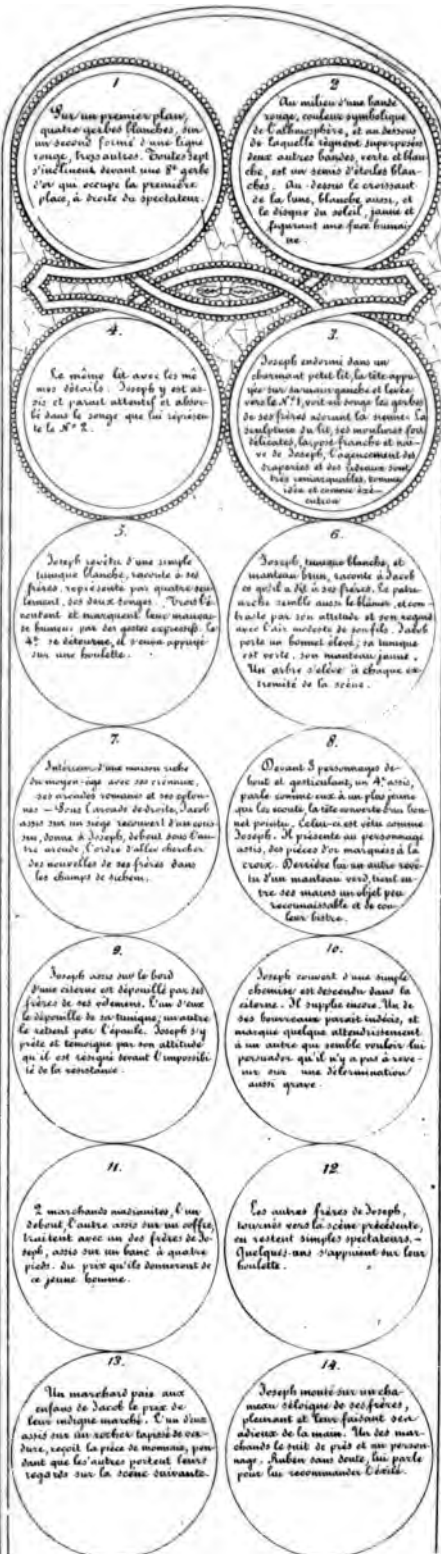 1
Sur un premier plan,
quatre gerbes blanches, sur
un second formé d'une ligne
rouge, trois autres. Toutes sept
s'inclinent devant une 8e gerbe
d'or qui occupe la première
place, à droite du spectateur.
2
Au milieu d'une bande
rouge, couleur symbolique
de l'athmosphère, et au dessous
de laquelle règnent superposées
deux autres bandes, verte et blan
che, est un semis d'étoiles blan
ches. Au-dessus le croissant
de la lune, blanche aussi, et
le disque du soleil, jaune et
figurant une face humai
ne
4.
Le même lit avec les mê
mes détails. Joseph y est as
sis et paraît attentif et absor
bé dans le songe que lui représen
te le No 2.
3.
Joseph endormi dans un
charmant petit lit, la tête appu
yée sur sa main gauche et levée
vers le No 1, voit en songe les gerbes
de ses frères adorant la sienne. La
sculpture du lit, ses moulures fort
délicates, la pose franche et naï
ve de Joseph, l'agencement des
draperies et des rideaux sont
très remarquables, comme
idée et comme exé
cution
5.
Joseph revêtu d'une simple
tunique blanche, raconte à ses
frères, représentés par quatre seu
lement, ses deux songes. Trois l'é
coutent et marquent leur mauvai
se humeur par des gestes expressifs. le
4e. se détourne, il s'en va appuyé
sur une houlette.
6.
Joseph, tunique blanche, et
manteau brun, raconte à Jacob
ce qu'il a dit à ses frères. Le patri
arche semble aussi le blâmer, et con
traste par son attitude et son regard
avec l'air modeste de son fils. Jacob
porte un bonnet élevé; sa tunique
est verte, son manteau jaune.
Un arbre s'élève à chaque ex
trémité de la scène.
7.
Intérieur d'une maison riche
du moyen-âge avec ses créneaux,
ses arcades romanes et ses colon
nes — Sous l'arcade de droite, Jacob
assis sur un siège recouvert d'un cous
sin, donne à Joseph, debout sous l'au
tre arcade, l'ordre d'aller chercher
des nouvelles de ses frères dans
les champs de Sichem.
8.
Devant 3 personnages de
bout et gesticulant, un 4e. assis,
parle comme eux à un plus jeune
qui les écoute, la tête couverte d'un bon
net pointu. Celui-ci est vêtu comme
Joseph. Il présente au personnage
assis, des pièces d'or marquées à la
croix. Derrière lui un autre revê
tu d'un manteau verd, tient en
tre ses mains un objet peu
reconnaissable et de cou
leur bistre.
9.
Joseph assis sur le bord
d'une citerne est dépouillé par ses
frères de ses vêtemens. L'un d'eux
le dépouille de sa tunique; un autre
le retient par l'épaule. Joseph s'y
prête et témoigne par son attitude
qu'il est résigné devant l'impossibi
lité de la résistance.
10.
Joseph couvert d'une simple
chemise est descendu dans la
citerne. Il supplie encore. Un de
ses bourreaux paraît indécis, et
marque quelque attendrissement
à un autre qui semble vouloir lui
persuader qu'il n'y a pas à reve
nir sur une détermination
aussi grave.
11.
2 marchands madianites, l'un
debout, l'autre assis sur un coffre,
traitent avec un des frères de Jo
seph, assis sur un banc à quatre
pieds, du prix qu'ils donneront de
ce jeune homme.
12.
Les autres frères de Joseph,
tournés vers la scène précédente,
en restent simples spectateurs. —
Quelques-uns s'appuient sur leur
houlette.
13.
Un marchand paie aux
enfans de Jacob le prix de
leur indigne marché. L'un d'eux
assis sur un rocher tapissé de ver
dure, reçoit la pièce de monnaie, pen
dant que les autres portent leurs
regards sur la scène suivante.
14.
Joseph monté sur un cha
meau s'éloigne de ses frères,
pleurant et leur faisant ses
adieux de la main. Un des mar
chands le suit de près et un person
nage, Ruben sans doute, lui parle
pour lui recommander l'exilé.